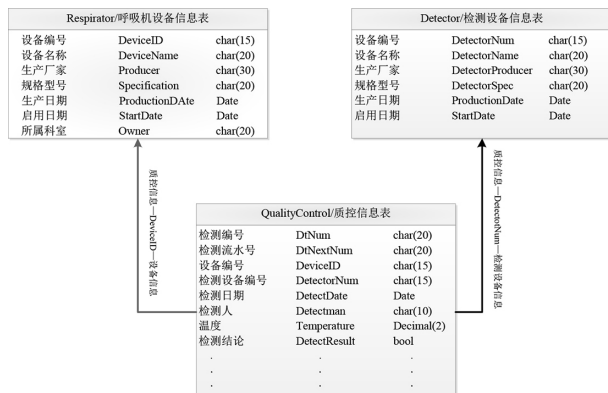 Respirator/呼吸机设备信息表
设备编号 DeviceID char(15)
设备名称 DeviceName char(20)
生产厂家 Producer char(30)
规格型号 Specification char(20)
生产日期 ProductionDAte Date
启用日期 StartDate Date
所属科室 Owner char(20)
Detector/检测设备信息表
设备编号 DetectorNum char(15)
设备名称 DetectorName char(20)
生产厂家 DetectorProducer char(30)
规格型号 DetectorSpec char(20)
生产日期 ProductionDate Date
启用日期 StartDate Date
质控信息—DeviceID—设备信息
质控信息—DetectotNum—检测设备信息
QualityControl/质控信息表
检测编号 DtNum char(20)
检测流水号 DtNextNum char(20)
设备编号 DeviceID char(15)
检测设备编号 DetectorNum char(15)
检测日期 DetectDate Date
检测人 Detectman char(10)
温度 Temperature Decimal(2)
检测结论 DetectResult bool
. . .
. . .
. . .